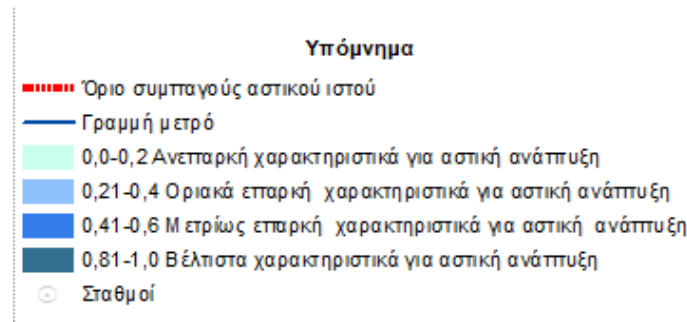 Υπόμνημα
Όριο συμπαγούς αστικού ιστού
Γραμμή μετρό
0,0-0,2 Ανεπαρκή χαρακτηριστικά για αστική ανάπτυξη
0,21-0,4 Οριακά επαρκή χαρακτηριστικά για αστική ανάπτυξη
0,41-0,6 Μετρίως επαρκή χαρακτηριστικά για αστική ανάπτυξη
0,81-1,0 Βέλτιστα χαρακτηριστικά για αστική ανάπτυξη
Σταθμοί